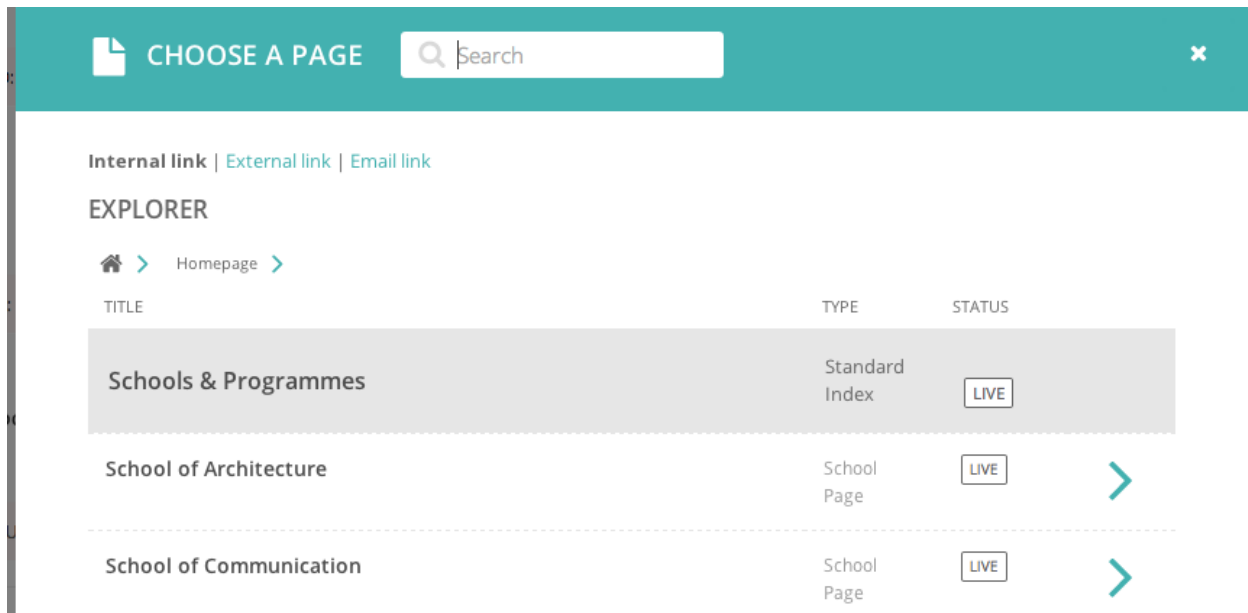 CHOOSE A PAGE Search
Internal link | External link | Email link
EXPLORER
Homepage
TITLE TYPE STATUS
Schools & Programmes Standard
Index LIVE
School of Architecture School LIVE
Page
School of Communication School LIVE
Page